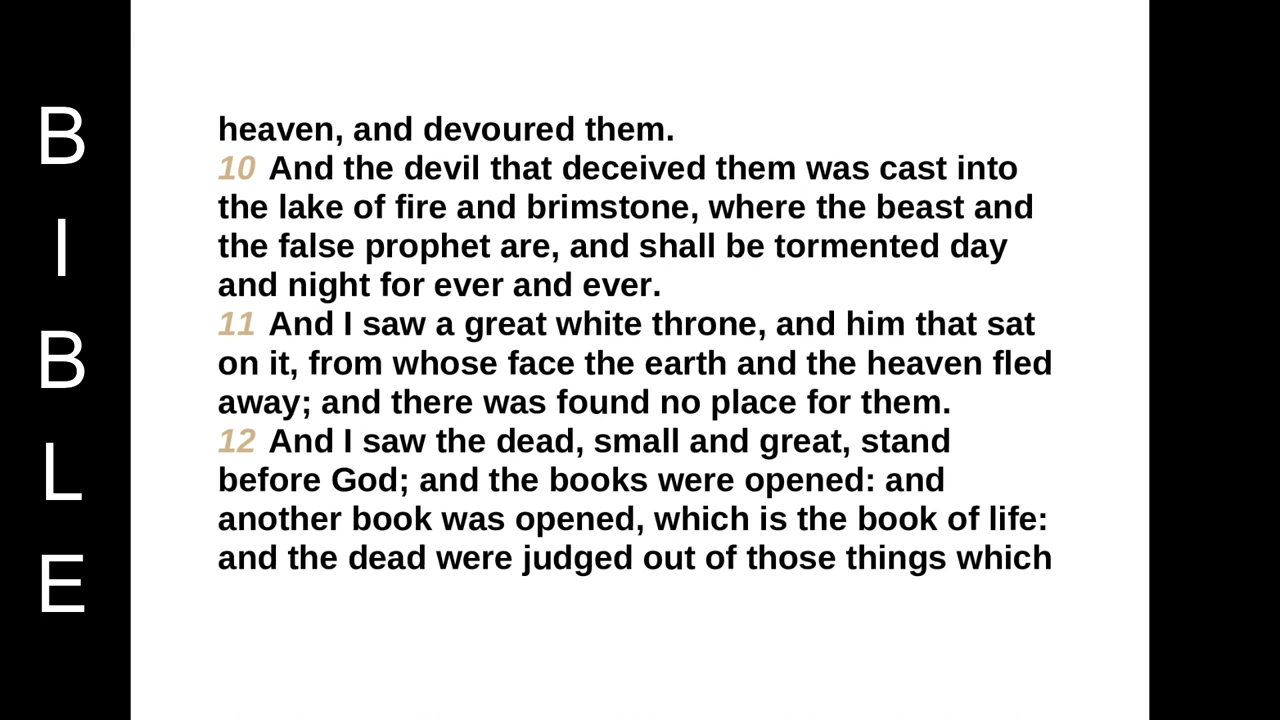 BIBLE
heaven, and devoured them.
10 And the devil that deceived them was cast into
the lake of fire and brimstone, where the beast and
the false prophet are, and shall be tormented day
and night for ever and ever.
11 And I saw a great white throne, and him that sat
on it, from whose face the earth and the heaven fled
away; and there was found no place for them.
12 And I saw the dead, small and great, stand
before God; and the books were opened: and
another book was opened, which is the book of life:
and the dead were judged out of those things which